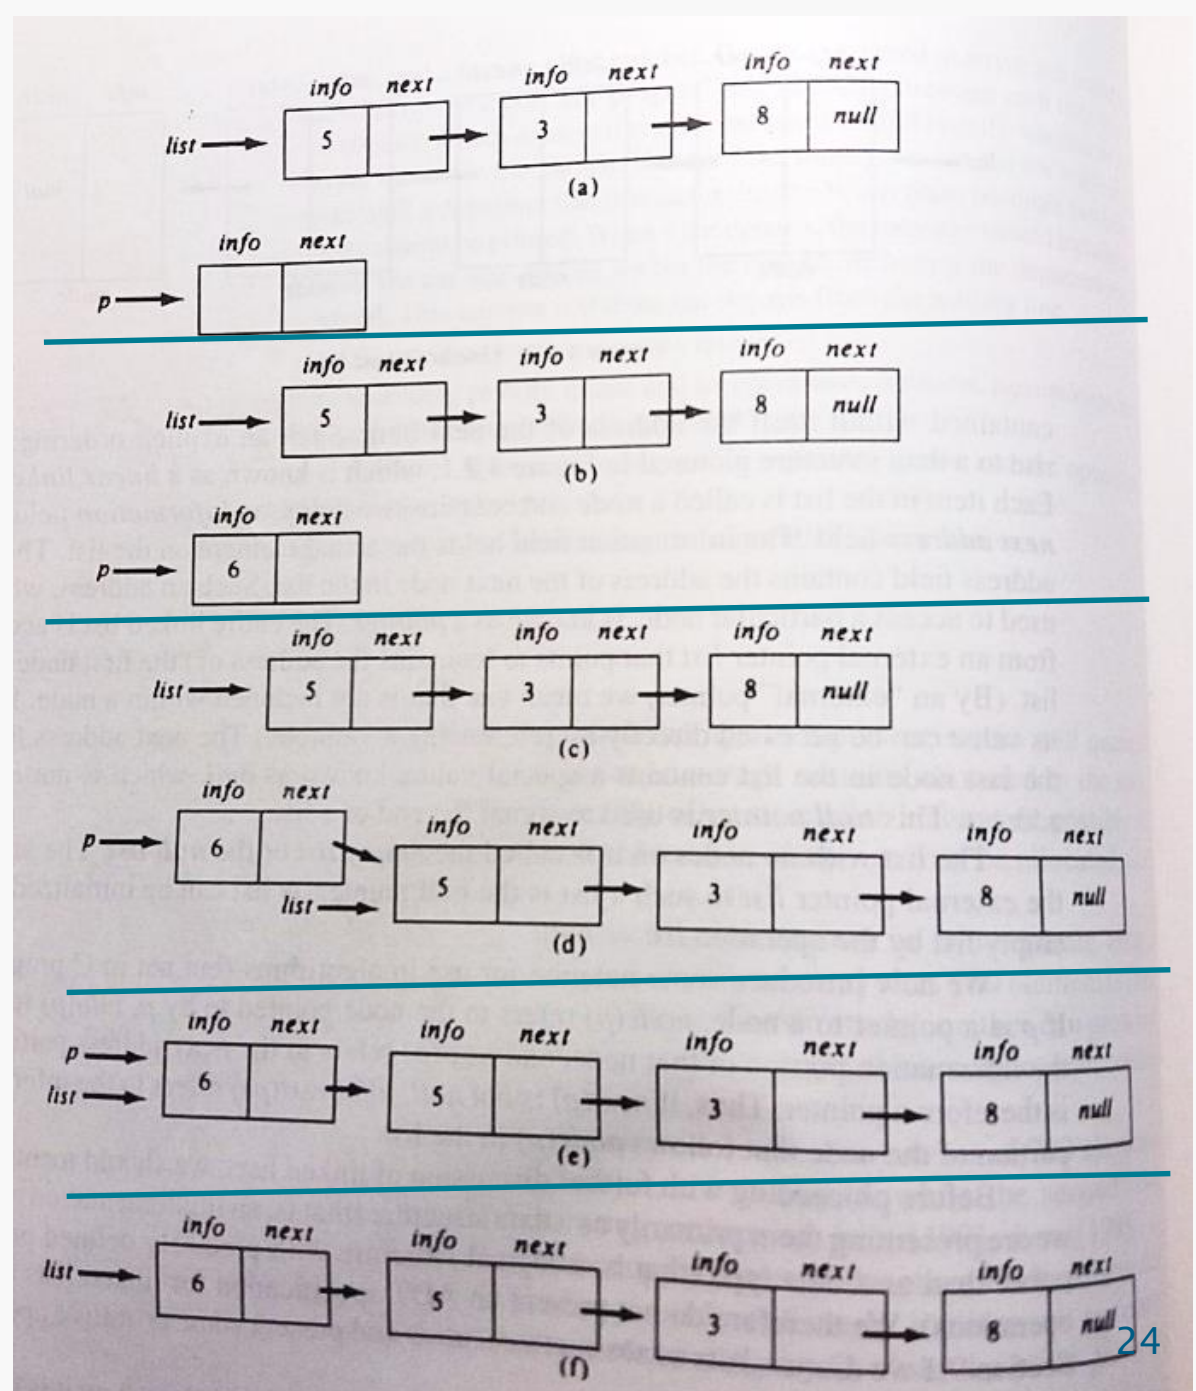 info next info next info next
list 5 3 8 null
(a)
info next
p
info next info next info next
list 5 3 8 null
(b)
info next
p 6
info next info next info next
list 5 3 8 null
(c)
info next
p 6
info next info next info next
list 5 3 8 null
(d)
info next info next info next info next
p 6 5 3 8 null
list
(e)
info next info next info next info next
list 6 5 3 8 null
(f)
24